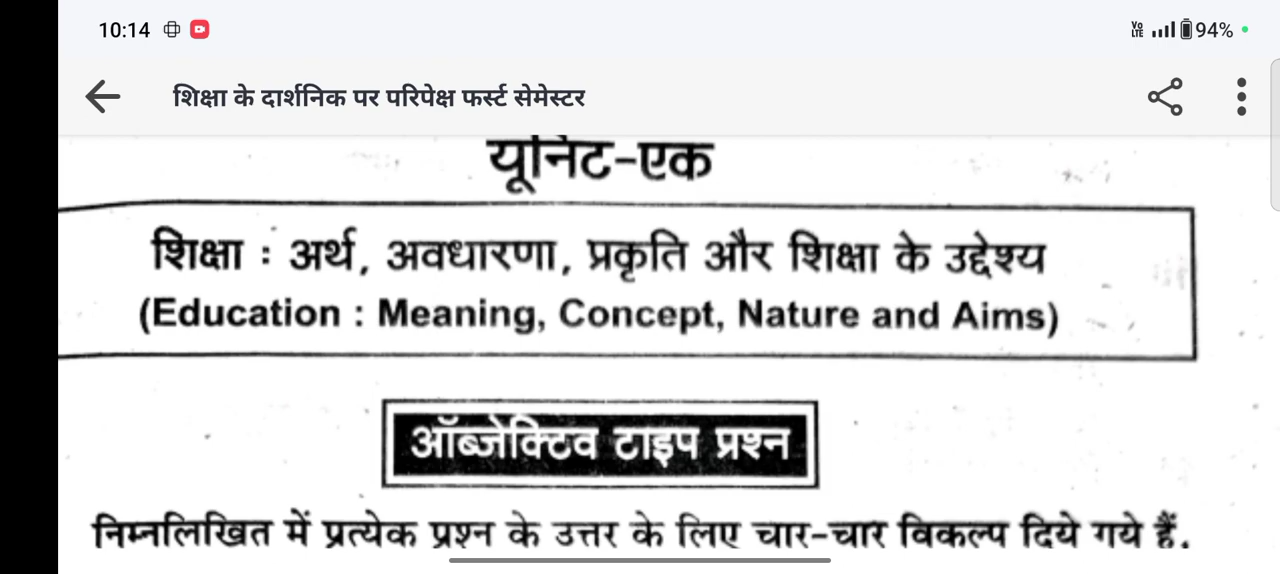 10:14 94%
शिक्षा के दार्शनिक पर परिपेक्ष फर्स्ट सेमेस्टर
यूनिट-एक
शिक्षा : अर्थ, अवधारणा, प्रकृति और शिक्षा के उद्देश्य
(Education : Meaning, Concept, Nature and Aims)
ऑब्जेक्टिव टाइप प्रश्न
निम्नलिखित में प्रत्येक प्रश्न के उत्तर के लिए चार-चार विकल्प दिये गये हैं.